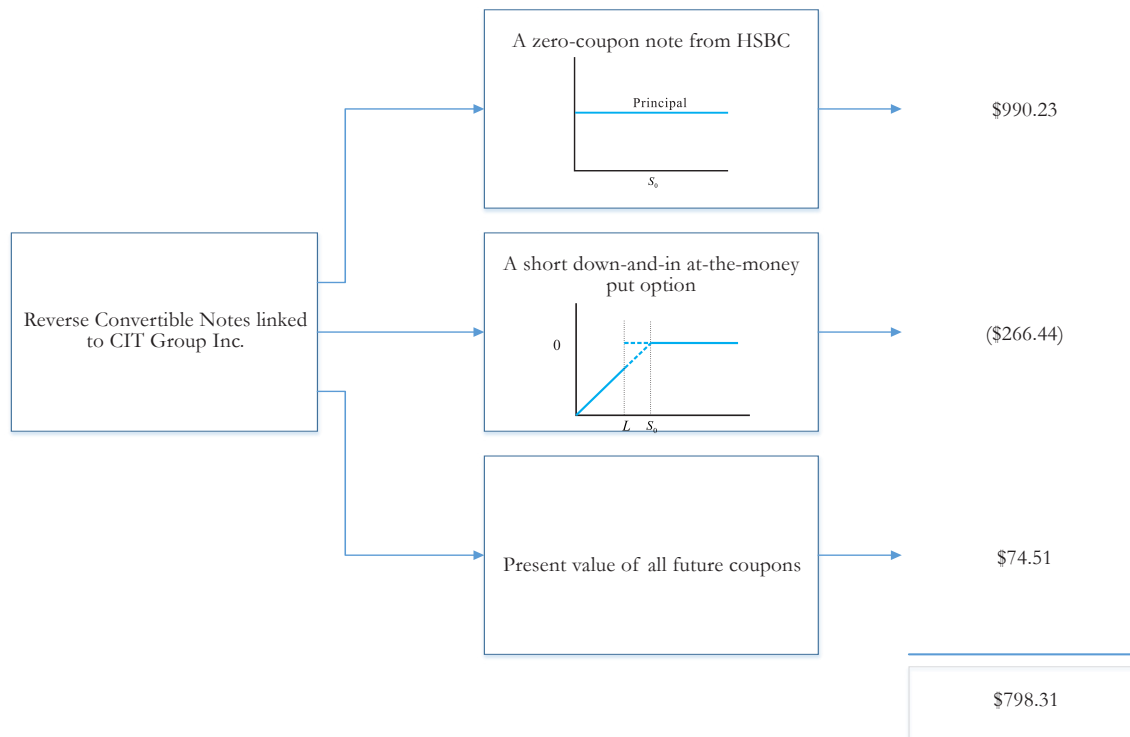 A zero-coupon note from HSBC
Principal
S₀
$990.23
Reverse Convertible Notes linked
to CIT Group Inc.
A short down-and-in at-the-money
put option
0
L S₀
($266.44)
Present value of all future coupons
$74.51
$798.31